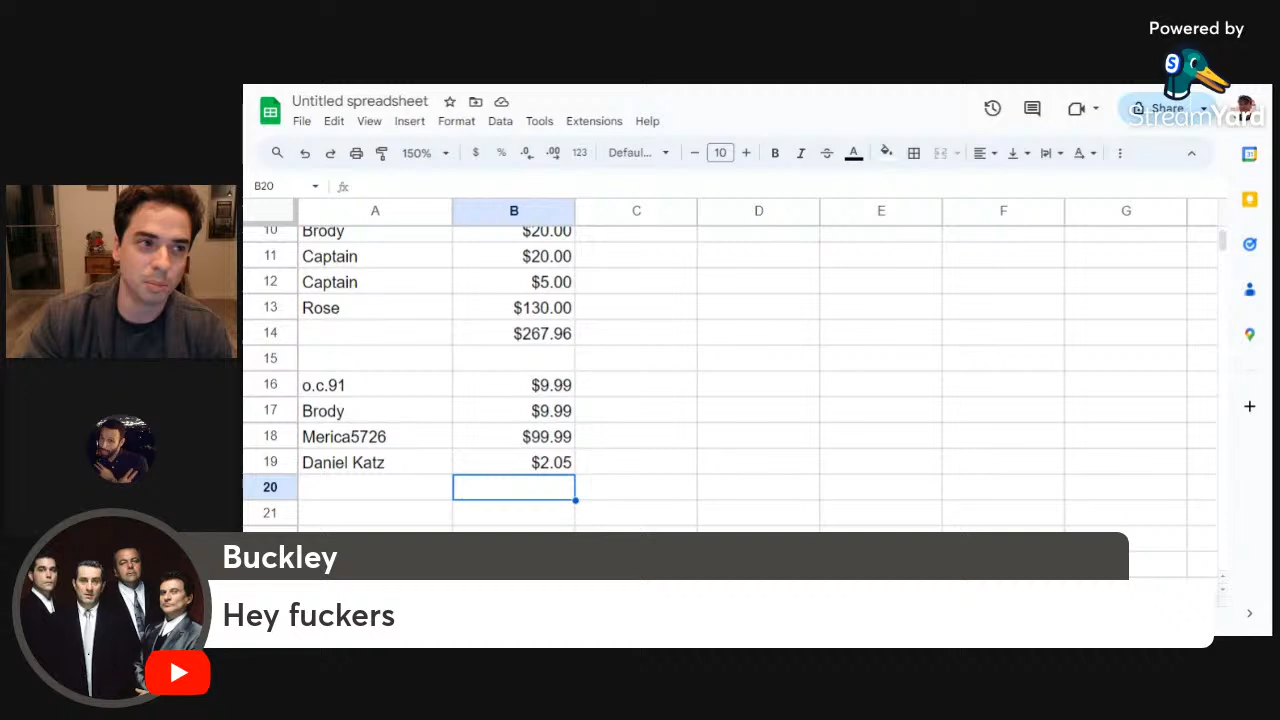 Powered by
StreamYard
Untitled spreadsheet
Share
File Edit View Insert Format Data Tools Extensions Help
150% $ % .0 .00 123 Defaul... 10 B I A
B20 fx
A B C D E F G
10 Brody $20.00
11 Captain $20.00
12 Captain $5.00
13 Rose $130.00
14 $267.96
15
16 o.c.91 $9.99
17 Brody $9.99
18 Merica5726 $99.99
19 Daniel Katz $2.05
20
21
Buckley
Hey fuckers